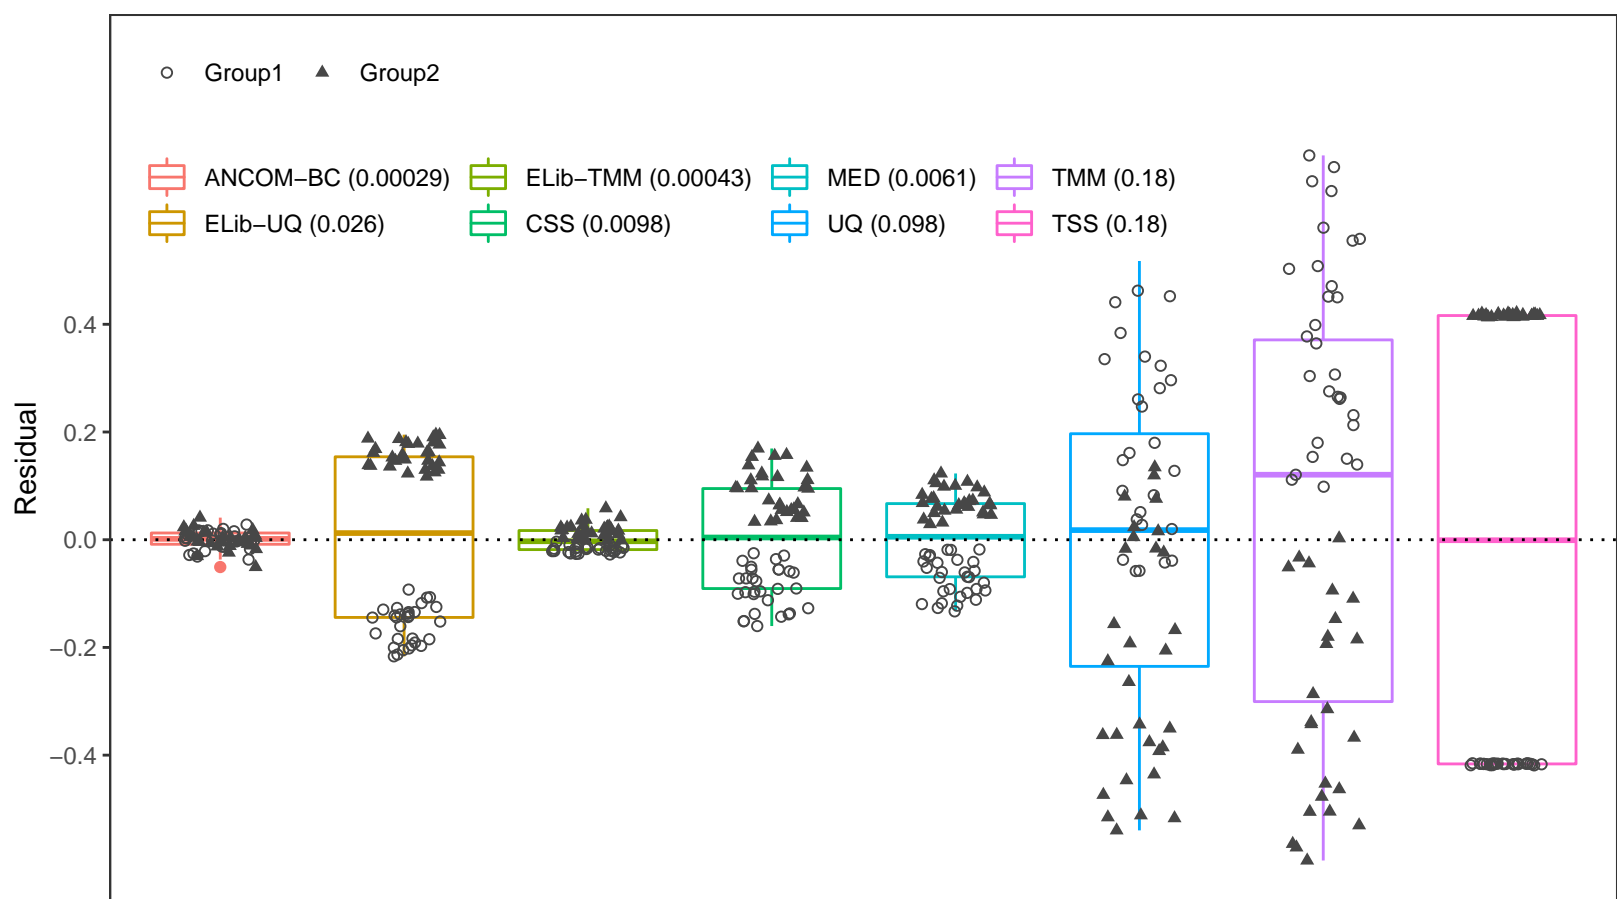 Group1 Group2
ANCOM−BC (0.00029) ELib−TMM (0.00043) MED (0.0061) TMM (0.18)
ELib−UQ (0.026) CSS (0.0098) UQ (0.098) TSS (0.18)
0.4
0.2
0.0
−0.2
−0.4
Residual